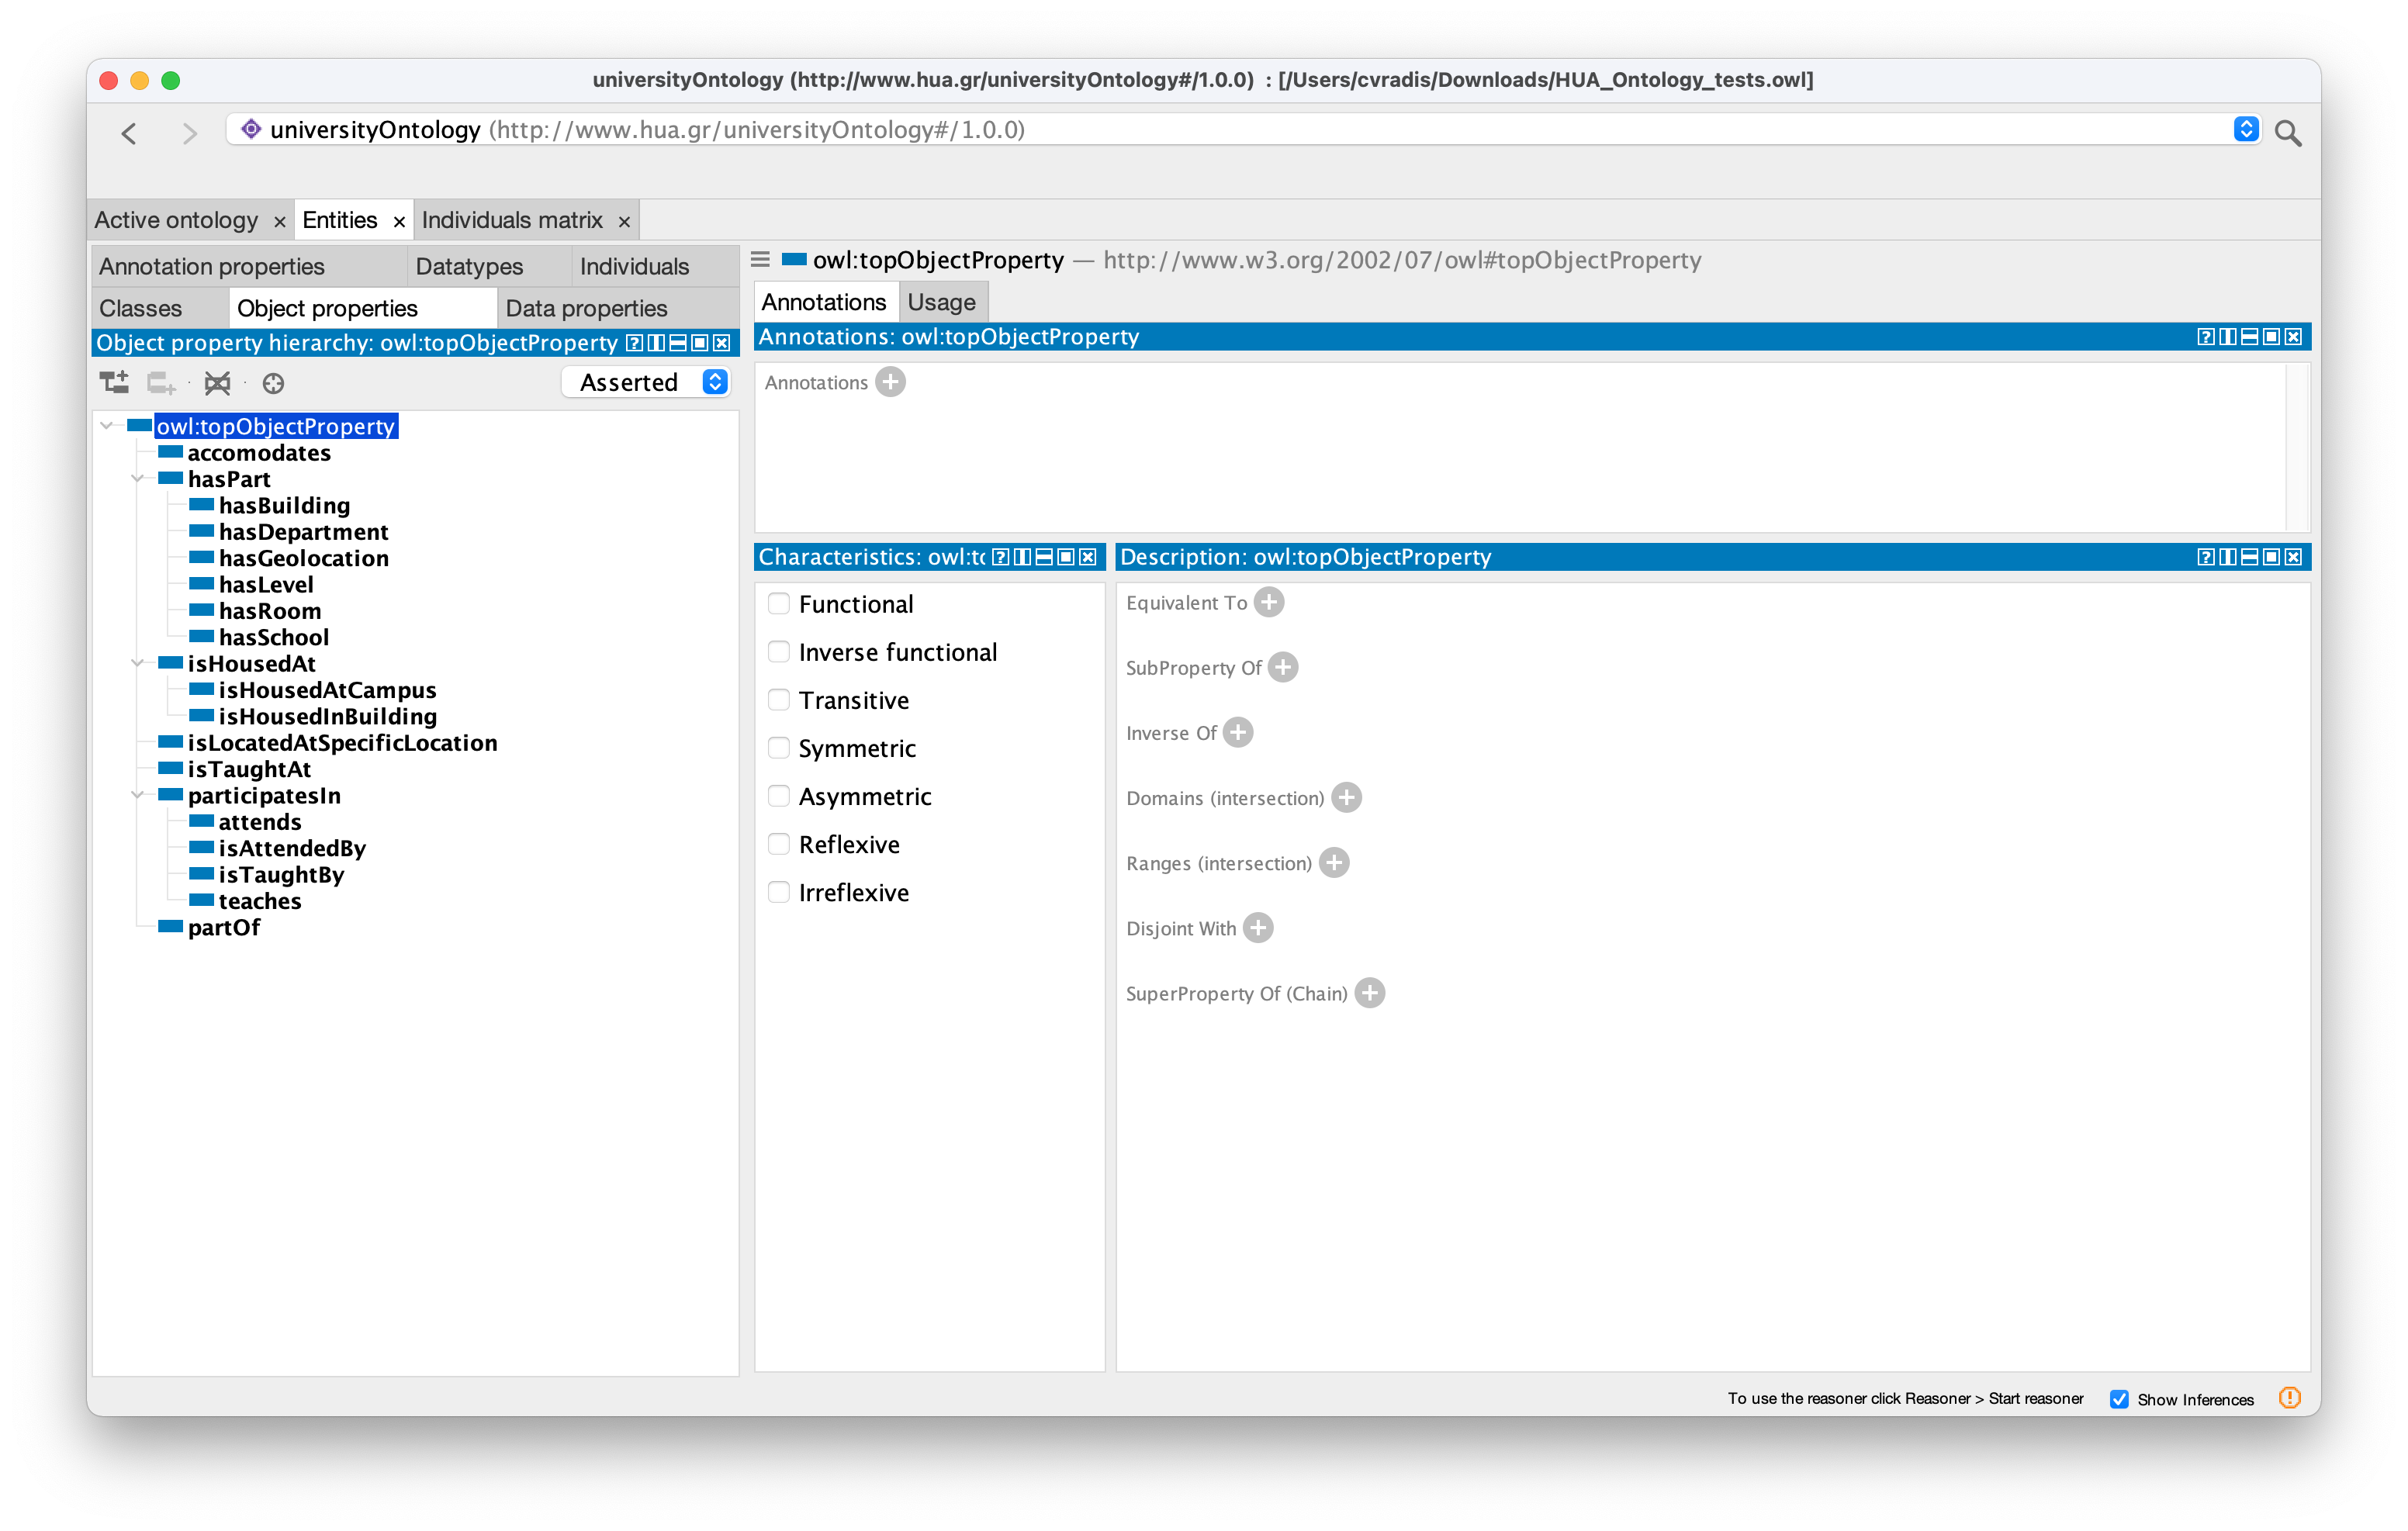 universityOntology (http://www.hua.gr/universityOntology#/1.0.0)  : [/Users/cvradis/Downloads/HUA_Ontology_tests.owl]
universityOntology (http://www.hua.gr/universityOntology#/1.0.0)
Active ontology × Entities × Individuals matrix ×
Annotation properties Datatypes Individuals
Classes Object properties Data properties
Object property hierarchy: owl:topObjectProperty
Asserted
owl:topObjectProperty
accomodates
hasPart
hasBuilding
hasDepartment
hasGeolocation
hasLevel
hasRoom
hasSchool
isHousedAt
isHousedAtCampus
isHousedInBuilding
isLocatedAtSpecificLocation
isTaughtAt
participatesIn
attends
isAttendedBy
isTaughtBy
teaches
partOf
owl:topObjectProperty — http://www.w3.org/2002/07/owl#topObjectProperty
Annotations Usage
Annotations: owl:topObjectProperty
Annotations
Characteristics: owl:tc
Functional
Inverse functional
Transitive
Symmetric
Asymmetric
Reflexive
Irreflexive
Description: owl:topObjectProperty
Equivalent To
SubProperty Of
Inverse Of
Domains (intersection)
Ranges (intersection)
Disjoint With
SuperProperty Of (Chain)
To use the reasoner click Reasoner > Start reasoner Show Inferences